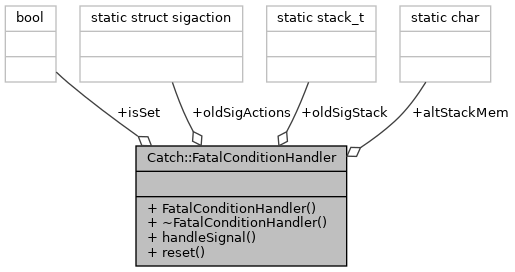 bool
static struct sigaction
static stack_t
static char
+isSet
+oldSigActions
+oldSigStack
+altStackMem
Catch::FatalConditionHandler
+ FatalConditionHandler()
+ ~FatalConditionHandler()
+ handleSignal()
+ reset()